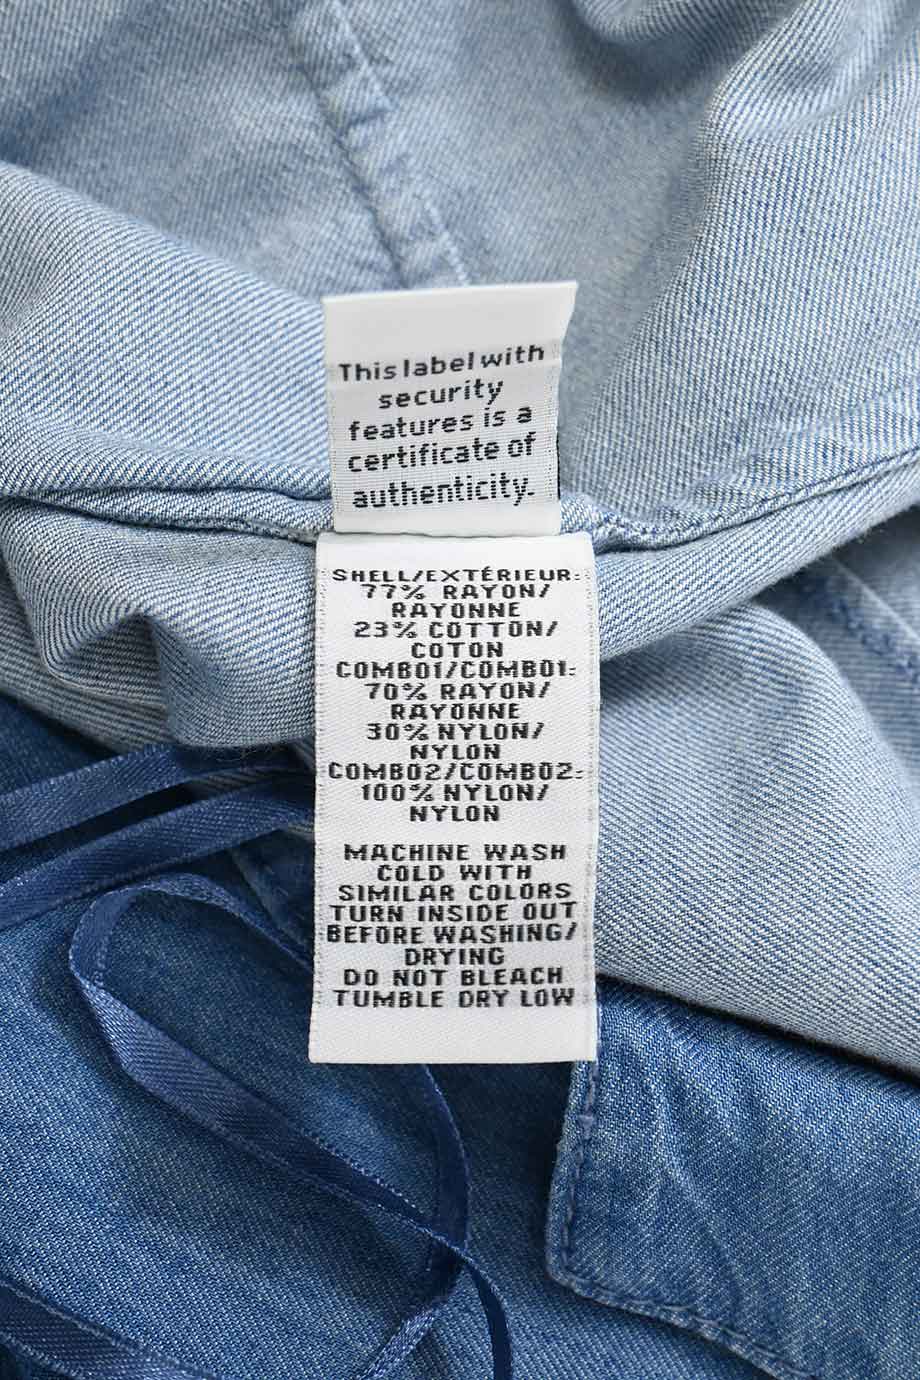 This label with
security
features is a
certificate of
authenticity.
SHELL/EXTÉRIEUR:
77% RAYON/
RAYONNE
23% COTTON/
COTON
COMBO1/COMBO1:
70% RAYON/
RAYONNE
30% NYLON/
NYLON
COMBO2/COMBO2:
100% NYLON/
NYLON
MACHINE WASH
COLD WITH
SIMILAR COLORS
TURN INSIDE OUT
BEFORE WASHING/
DRYING
DO NOT BLEACH
TUMBLE DRY LOW